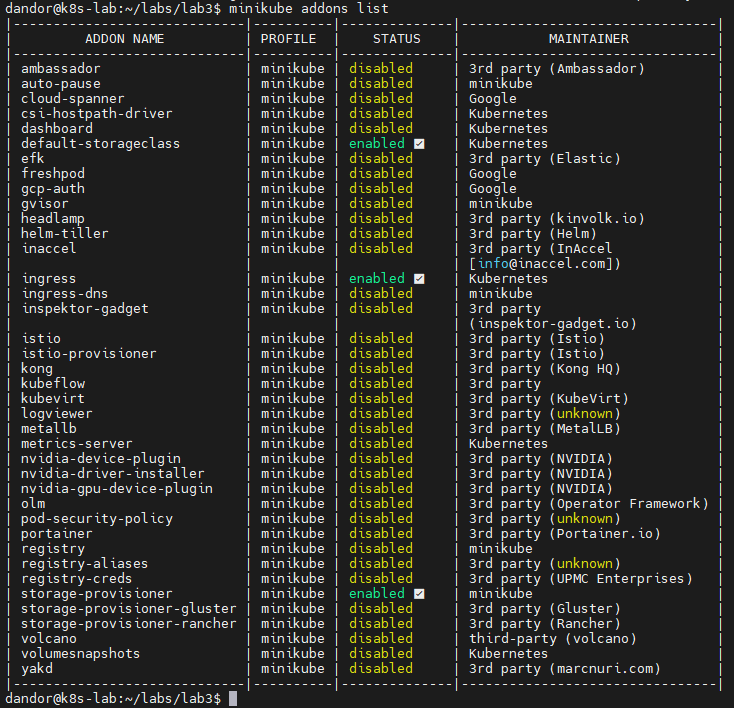 dandor@k8s-lab:~/labs/lab3$ minikube addons list
|-----------------------------|----------|--------------|--------------------------------|
| ADDON NAME | PROFILE | STATUS | MAINTAINER |
|-----------------------------|----------|--------------|--------------------------------|
| ambassador | minikube | disabled | 3rd party (Ambassador) |
| auto-pause | minikube | disabled | minikube |
| cloud-spanner | minikube | disabled | Google |
| csi-hostpath-driver | minikube | disabled | Kubernetes |
| dashboard | minikube | disabled | Kubernetes |
| default-storageclass | minikube | enabled ✅ | Kubernetes |
| efk | minikube | disabled | 3rd party (Elastic) |
| freshpod | minikube | disabled | Google |
| gcp-auth | minikube | disabled | Google |
| gvisor | minikube | disabled | minikube |
| headlamp | minikube | disabled | 3rd party (kinvolk.io) |
| helm-tiller | minikube | disabled | 3rd party (Helm) |
| inaccel | minikube | disabled | 3rd party (InAccel |
| | | | [info@inaccel.com]) |
| ingress | minikube | enabled ✅ | Kubernetes |
| ingress-dns | minikube | disabled | minikube |
| inspektor-gadget | minikube | disabled | 3rd party |
| | | | (inspektor-gadget.io) |
| istio | minikube | disabled | 3rd party (Istio) |
| istio-provisioner | minikube | disabled | 3rd party (Istio) |
| kong | minikube | disabled | 3rd party (Kong HQ) |
| kubeflow | minikube | disabled | 3rd party |
| kubevirt | minikube | disabled | 3rd party (KubeVirt) |
| logviewer | minikube | disabled | 3rd party (unknown) |
| metallb | minikube | disabled | 3rd party (MetalLB) |
| metrics-server | minikube | disabled | Kubernetes |
| nvidia-device-plugin | minikube | disabled | 3rd party (NVIDIA) |
| nvidia-driver-installer | minikube | disabled | 3rd party (NVIDIA) |
| nvidia-gpu-device-plugin | minikube | disabled | 3rd party (NVIDIA) |
| olm | minikube | disabled | 3rd party (Operator Framework) |
| pod-security-policy | minikube | disabled | 3rd party (unknown) |
| portainer | minikube | disabled | 3rd party (Portainer.io) |
| registry | minikube | disabled | minikube |
| registry-aliases | minikube | disabled | 3rd party (unknown) |
| registry-creds | minikube | disabled | 3rd party (UPMC Enterprises) |
| storage-provisioner | minikube | enabled ✅ | minikube |
| storage-provisioner-gluster | minikube | disabled | 3rd party (Gluster) |
| storage-provisioner-rancher | minikube | disabled | 3rd party (Rancher) |
| volcano | minikube | disabled | third-party (volcano) |
| volumesnapshots | minikube | disabled | Kubernetes |
| yakd | minikube | disabled | 3rd party (marcnuri.com) |
|-----------------------------|----------|--------------|--------------------------------|
dandor@k8s-lab:~/labs/lab3$